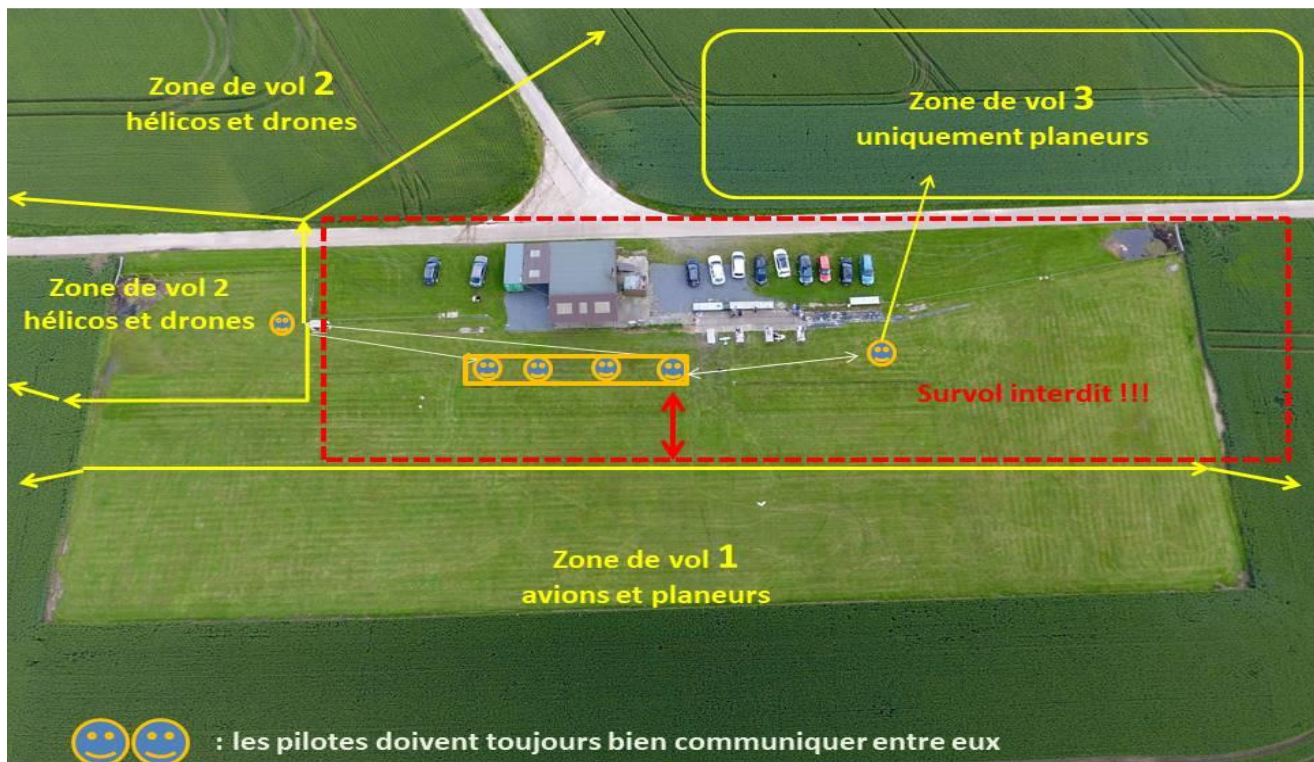 Zone de vol 2
hélicos et drones
Zone de vol 3
uniquement planeurs
Zone de vol 2
hélicos et drones
Survol interdit !!!
Zone de vol 1
avions et planeurs
: les pilotes doivent toujours bien communiquer entre eux